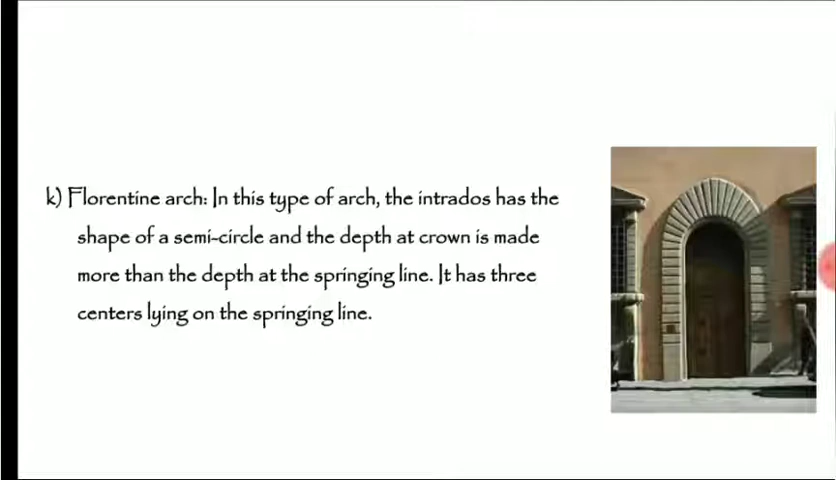 k) Florentine arch: In this type of arch, the intrados has the
shape of a semi-circle and the depth at crown is made
more than the depth at the springing line. It has three
centers lying on the springing line.